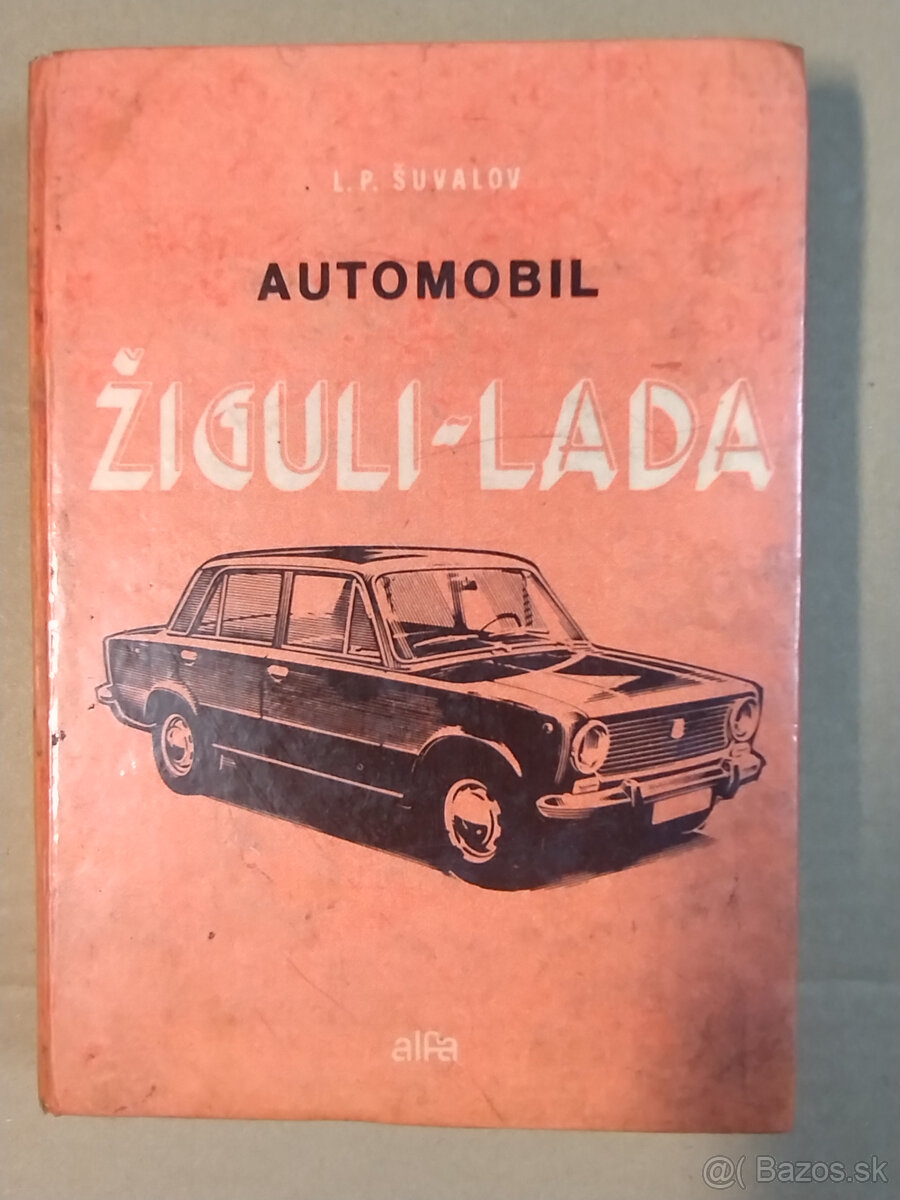 L. P. ŠUVALOV
AUTOMOBIL
ŽIGULI-LADA
alfa
@( Bazos.sk